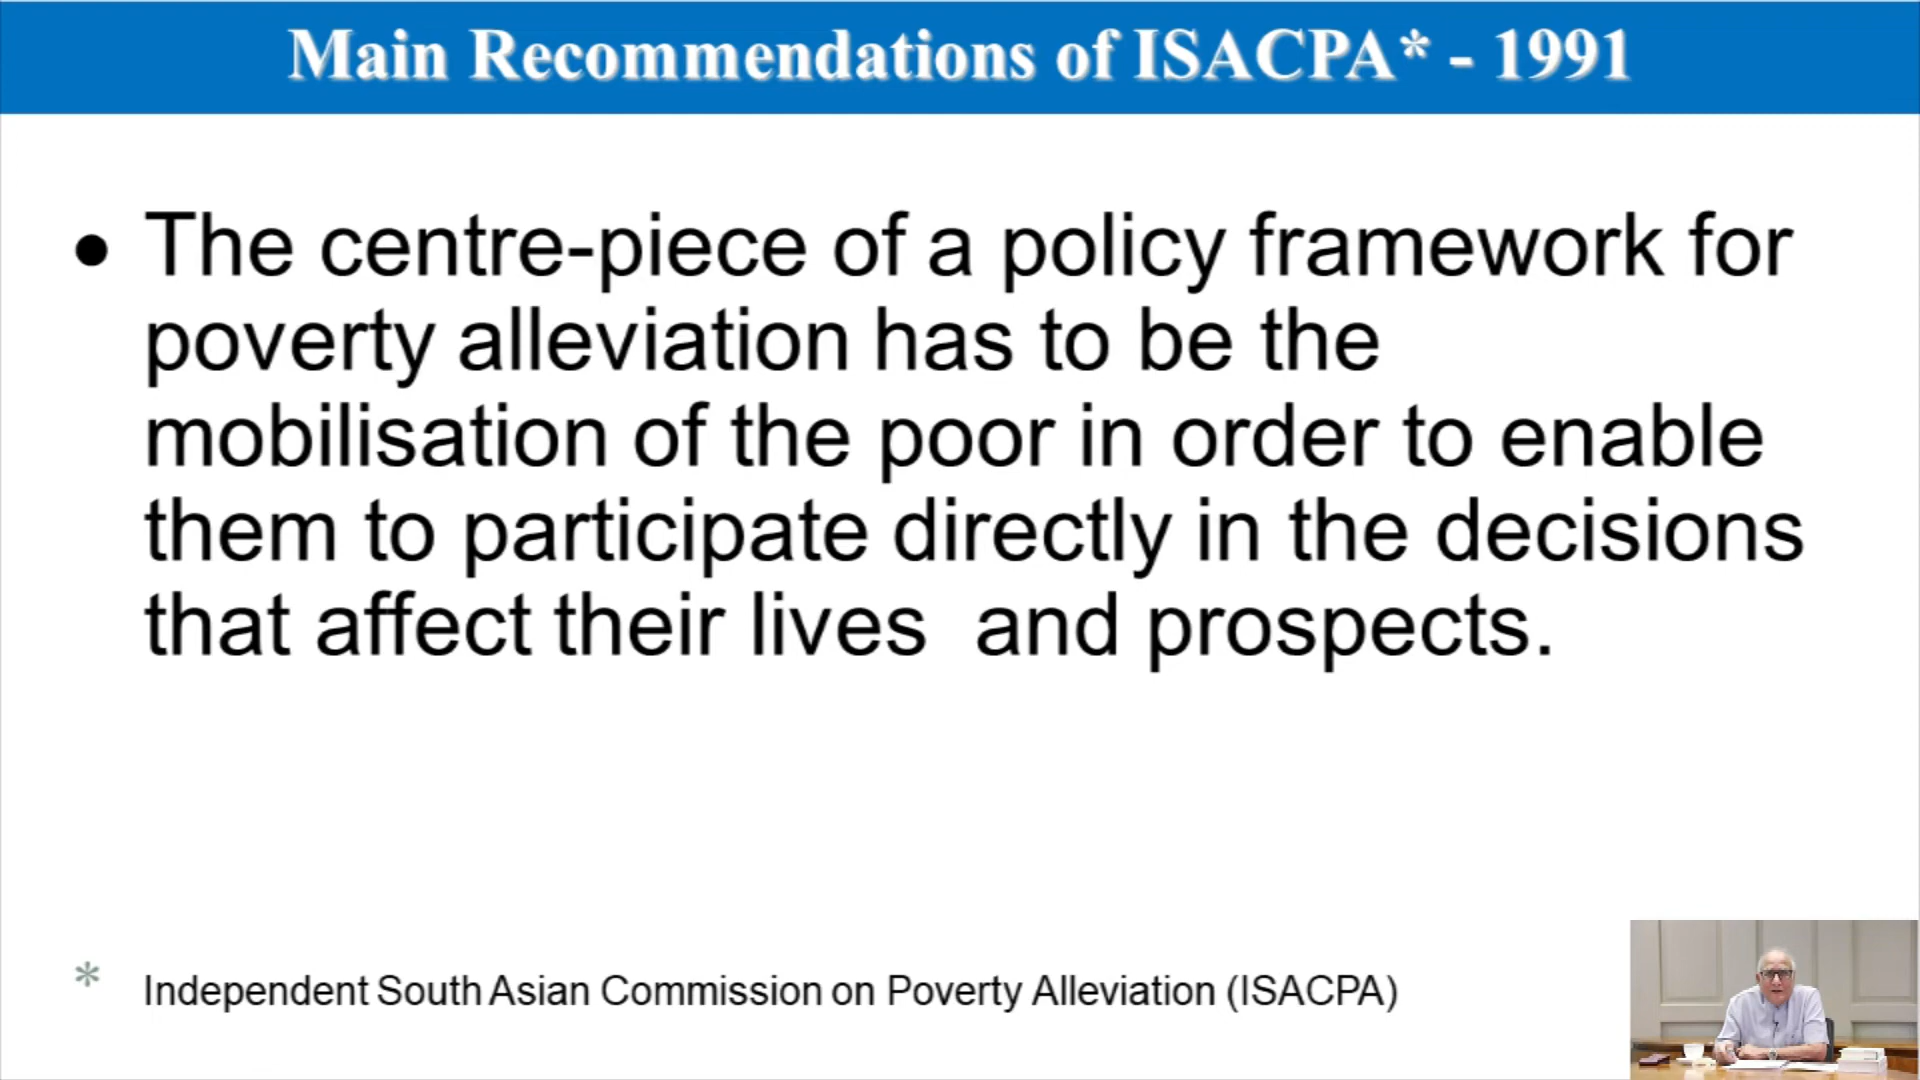 Main Recommendations of ISACPA* - 1991
• The centre-piece of a policy framework for
poverty alleviation has to be the
mobilisation of the poor in order to enable
them to participate directly in the decisions
that affect their lives  and prospects.
* Independent South Asian Commission on Poverty Alleviation (ISACPA)